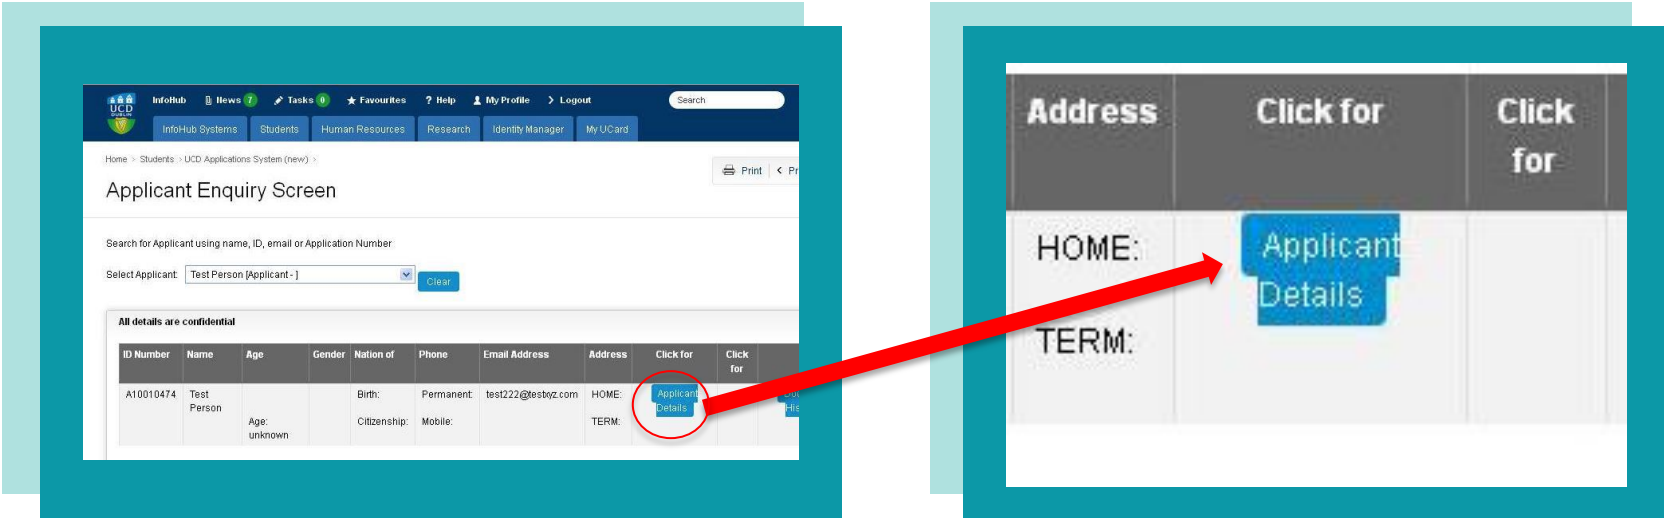 UCD
DUBLIN
InfoHub News 7 Tasks 0 Favourites ? Help My Profile > Logout Search
InfoHub Systems Students Human Resources Research Identity Manager My UCard
Home > Students > UCD Applications System (new) >
Print < Pr
Applicant Enquiry Screen
Search for Applicant using name, ID, email or Application Number
Select Applicant: Test Person [Applicant - ] Clear
All details are confidential
ID Number Name Age Gender Nation of Phone Email Address Address Click for Click
for
A10010474 Test Birth: Permanent: test222@testxyz.com HOME: Applicant
Person Details His
Age: Citizenship: Mobile: TERM:
unknown
Address Click for Click
for
HOME: Applicant
Details
TERM: